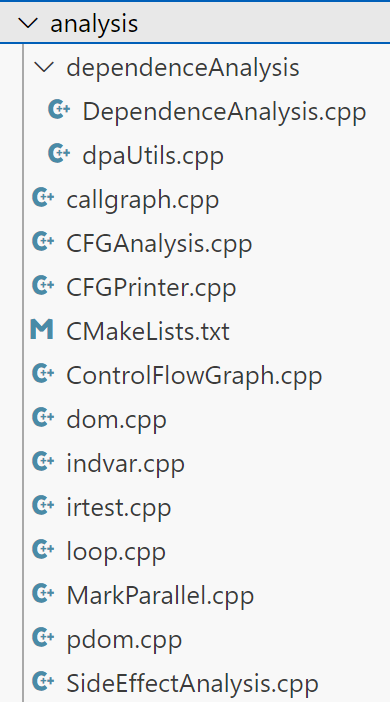 analysis
dependenceAnalysis
DependenceAnalysis.cpp
dpaUtils.cpp
callgraph.cpp
CFGAnalysis.cpp
CFGPrinter.cpp
CMakeLists.txt
ControlFlowGraph.cpp
dom.cpp
indvar.cpp
irtest.cpp
loop.cpp
MarkParallel.cpp
pdom.cpp
SideEffectAnalysis.cpp